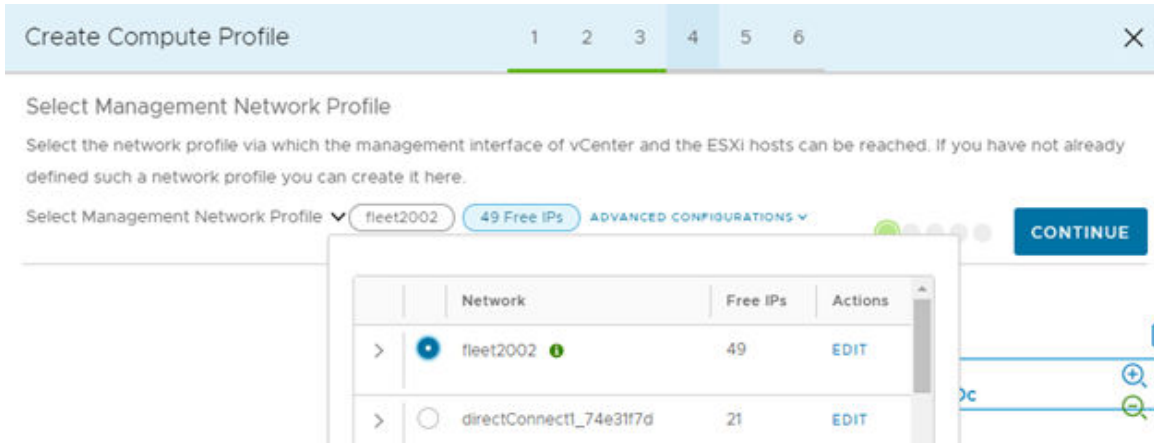 Create Compute Profile 1 2 3 4 5 6
Select Management Network Profile
Select the network profile via which the management interface of vCenter and the ESXi hosts can be reached. If you have not already
defined such a network profile you can create it here.
Select Management Network Profile fleet2002 49 Free IPs ADVANCED CONFIGURATIONS CONTINUE
Network Free IPs Actions
fleet2002 49 EDIT
directConnect1_74e31f7d 21 EDIT